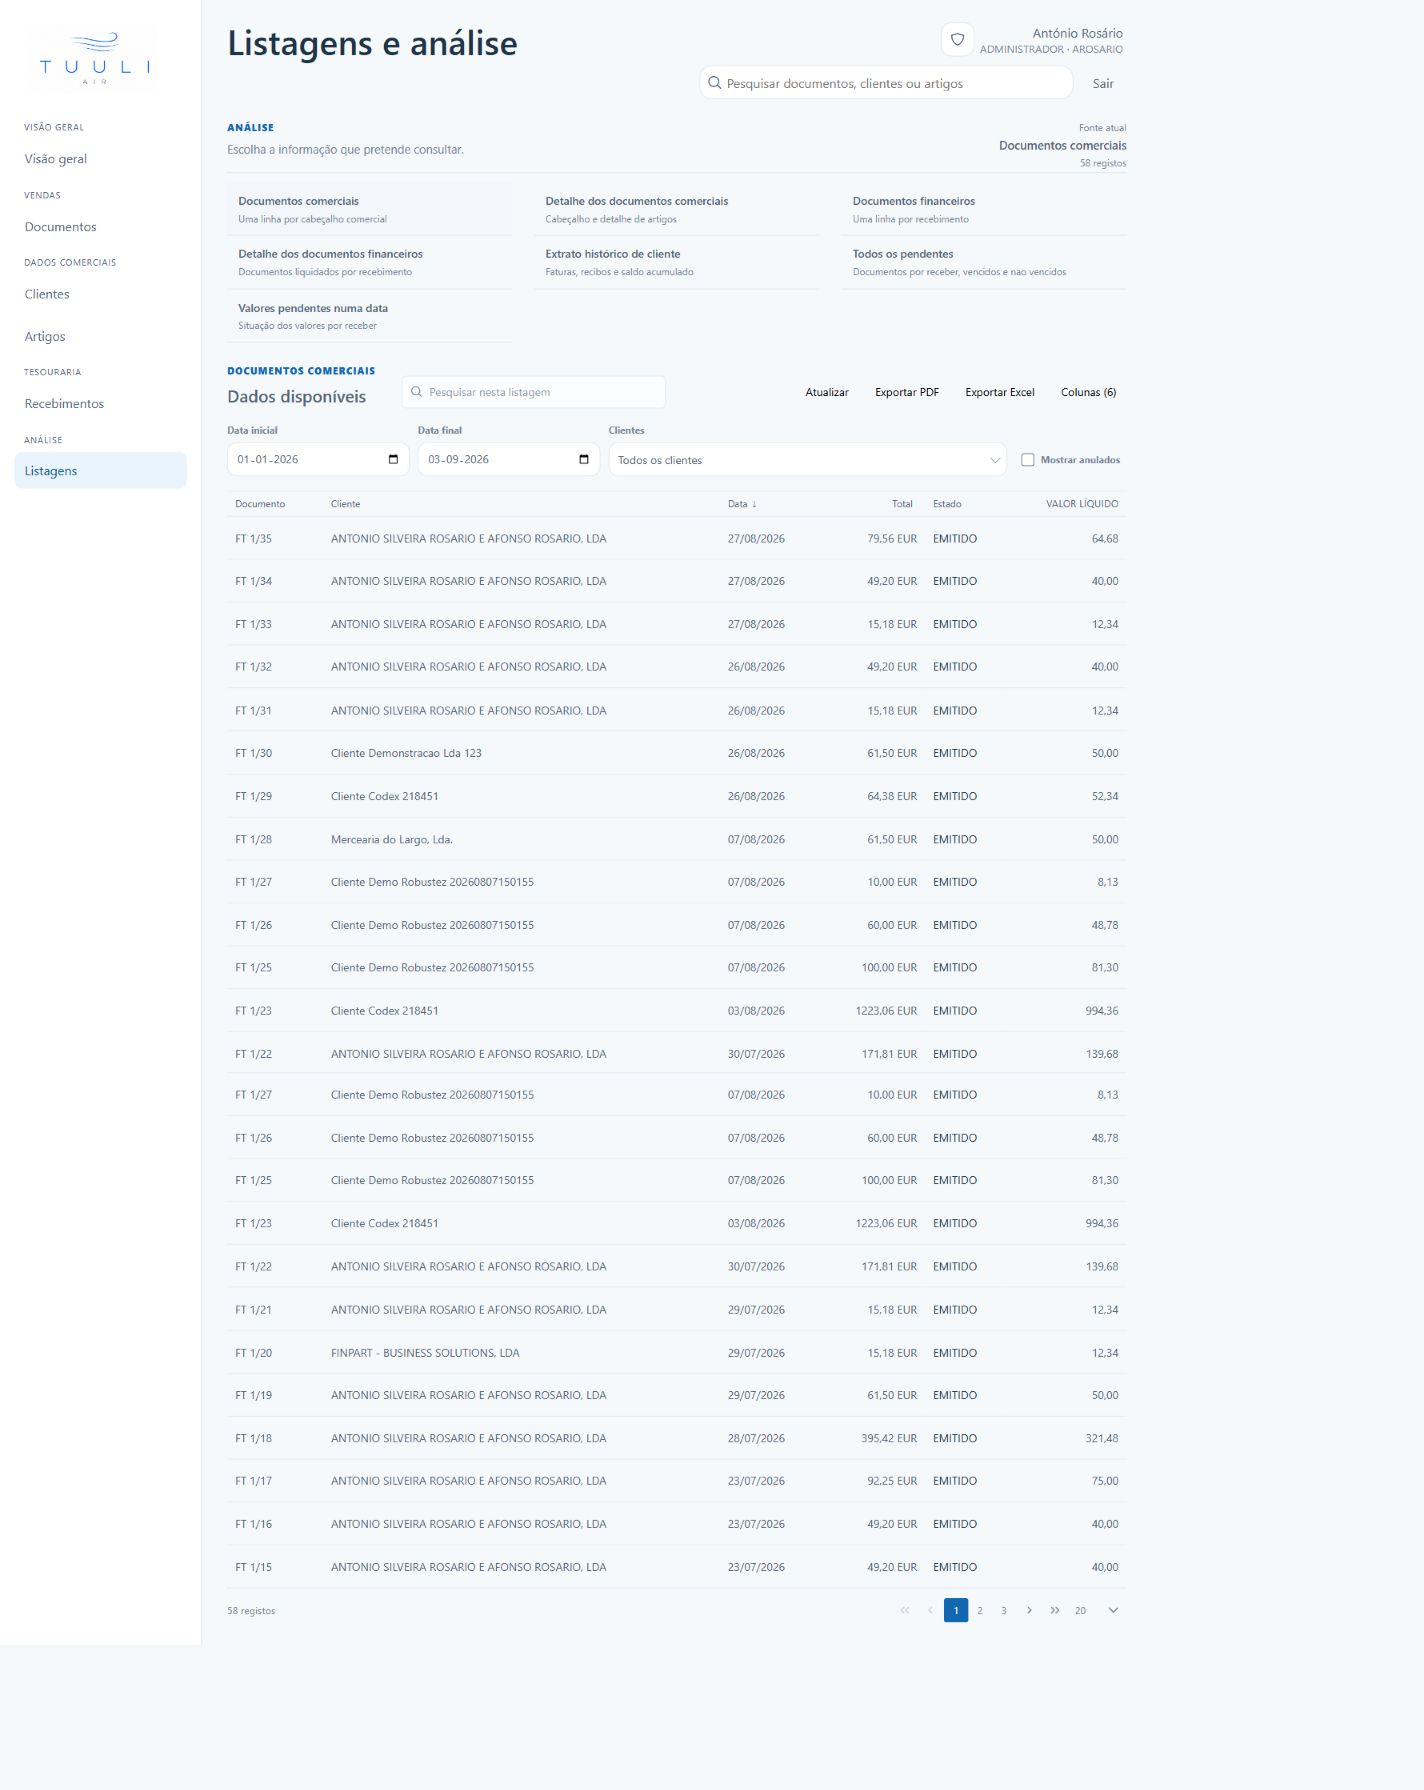 TUULI
AIR
VISÃO GERAL
Visão geral
VENDAS
Documentos
DADOS COMERCIAIS
Clientes
Artigos
TESOURARIA
Recebimentos
ANÁLISE
Listagens
Listagens e análise
António Rosário
ADMINISTRADOR · AROSARIO
Pesquisar documentos, clientes ou artigos
Sair
ANÁLISE
Escolha a informação que pretende consultar.
Fonte atual
Documentos comerciais
58 registos
Documentos comerciais
Uma linha por cabeçalho comercial
Detalhe dos documentos comerciais
Cabeçalho e detalhe de artigos
Documentos financeiros
Uma linha por recebimento
Detalhe dos documentos financeiros
Documentos liquidados por recebimento
Extrato histórico de cliente
Faturas, recibos e saldo acumulado
Todos os pendentes
Documentos por receber, vencidos e nao vencidos
Valores pendentes numa data
Situação dos valores por receber
DOCUMENTOS COMERCIAIS
Dados disponíveis
Pesquisar nesta listagem
Atualizar Exportar PDF Exportar Excel Colunas (6)
Data inicial Data final Clientes
01-01-2026 03-09-2026 Todos os clientes Mostrar anulados
Documento Cliente Data ↓ Total Estado VALOR LÍQUIDO
FT 1/35 ANTONIO SILVEIRA ROSARIO E AFONSO ROSARIO, LDA 27/08/2026 79,56 EUR EMITIDO 64,68
FT 1/34 ANTONIO SILVEIRA ROSARIO E AFONSO ROSARIO, LDA 27/08/2026 49,20 EUR EMITIDO 40,00
FT 1/33 ANTONIO SILVEIRA ROSARIO E AFONSO ROSARIO, LDA 27/08/2026 15,18 EUR EMITIDO 12,34
FT 1/32 ANTONIO SILVEIRA ROSARIO E AFONSO ROSARIO, LDA 26/08/2026 49,20 EUR EMITIDO 40,00
FT 1/31 ANTONIO SILVEIRA ROSARIO E AFONSO ROSARIO, LDA 26/08/2026 15,18 EUR EMITIDO 12,34
FT 1/30 Cliente Demonstracao Lda 123 26/08/2026 61,50 EUR EMITIDO 50,00
FT 1/29 Cliente Codex 218451 26/08/2026 64,38 EUR EMITIDO 52,34
FT 1/28 Mercearia do Largo, Lda. 07/08/2026 61,50 EUR EMITIDO 50,00
FT 1/27 Cliente Demo Robustez 20260807150155 07/08/2026 10,00 EUR EMITIDO 8,13
FT 1/26 Cliente Demo Robustez 20260807150155 07/08/2026 60,00 EUR EMITIDO 48,78
FT 1/25 Cliente Demo Robustez 20260807150155 07/08/2026 100,00 EUR EMITIDO 81,30
FT 1/23 Cliente Codex 218451 03/08/2026 1223,06 EUR EMITIDO 994,36
FT 1/22 ANTONIO SILVEIRA ROSARIO E AFONSO ROSARIO, LDA 30/07/2026 171,81 EUR EMITIDO 139,68
FT 1/27 Cliente Demo Robustez 20260807150155 07/08/2026 10,00 EUR EMITIDO 8,13
FT 1/26 Cliente Demo Robustez 20260807150155 07/08/2026 60,00 EUR EMITIDO 48,78
FT 1/25 Cliente Demo Robustez 20260807150155 07/08/2026 100,00 EUR EMITIDO 81,30
FT 1/23 Cliente Codex 218451 03/08/2026 1223,06 EUR EMITIDO 994,36
FT 1/22 ANTONIO SILVEIRA ROSARIO E AFONSO ROSARIO, LDA 30/07/2026 171,81 EUR EMITIDO 139,68
FT 1/21 ANTONIO SILVEIRA ROSARIO E AFONSO ROSARIO, LDA 29/07/2026 15,18 EUR EMITIDO 12,34
FT 1/20 FINPART - BUSINESS SOLUTIONS, LDA 29/07/2026 15,18 EUR EMITIDO 12,34
FT 1/19 ANTONIO SILVEIRA ROSARIO E AFONSO ROSARIO, LDA 29/07/2026 61,50 EUR EMITIDO 50,00
FT 1/18 ANTONIO SILVEIRA ROSARIO E AFONSO ROSARIO, LDA 28/07/2026 395,42 EUR EMITIDO 321,48
FT 1/17 ANTONIO SILVEIRA ROSARIO E AFONSO ROSARIO, LDA 23/07/2026 92,25 EUR EMITIDO 75,00
FT 1/16 ANTONIO SILVEIRA ROSARIO E AFONSO ROSARIO, LDA 23/07/2026 49,20 EUR EMITIDO 40,00
FT 1/15 ANTONIO SILVEIRA ROSARIO E AFONSO ROSARIO, LDA 23/07/2026 49,20 EUR EMITIDO 40,00
58 registos 1 2 3 20